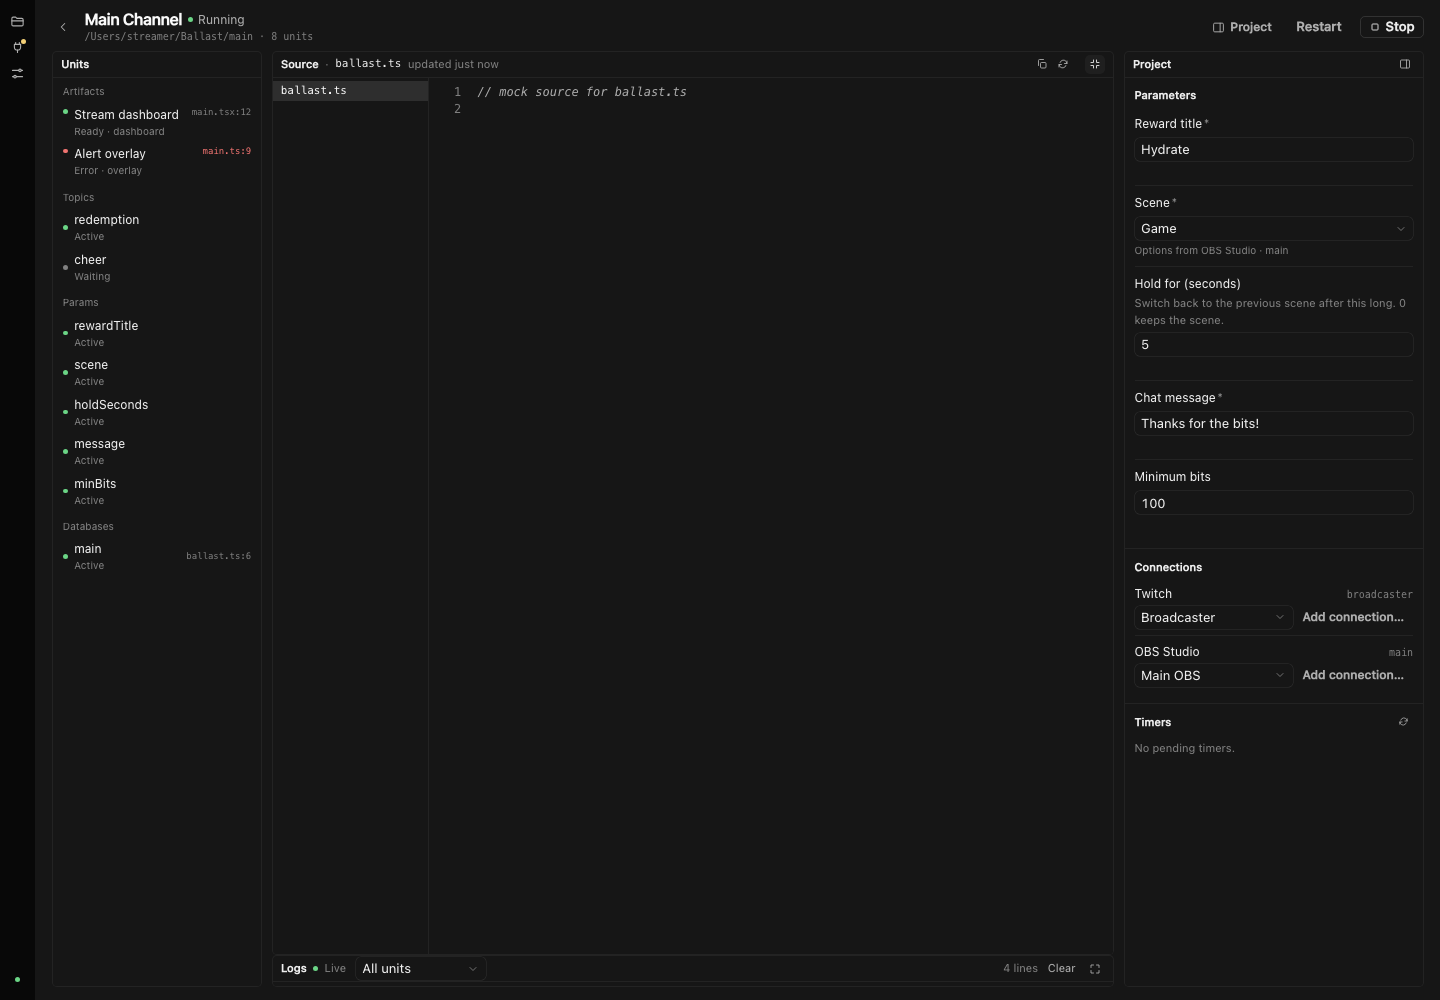 Main Channel Running
/Users/streamer/Ballast/main · 8 units
Project
Restart
Stop
Units
Artifacts
Stream dashboard main.tsx:12
Ready · dashboard
Alert overlay main.ts:9
Error · overlay
Topics
redemption
Active
cheer
Waiting
Params
rewardTitle
Active
scene
Active
holdSeconds
Active
message
Active
minBits
Active
Databases
main ballast.ts:6
Active
Source · ballast.ts updated just now
ballast.ts
1 // mock source for ballast.ts
2
Logs Live All units 4 lines Clear
Project
Parameters
Reward title *
Hydrate
Scene *
Game
Options from OBS Studio · main
Hold for (seconds)
Switch back to the previous scene after this long. 0
keeps the scene.
5
Chat message *
Thanks for the bits!
Minimum bits
100
Connections
Twitch broadcaster
Broadcaster Add connection...
OBS Studio main
Main OBS Add connection...
Timers
No pending timers.